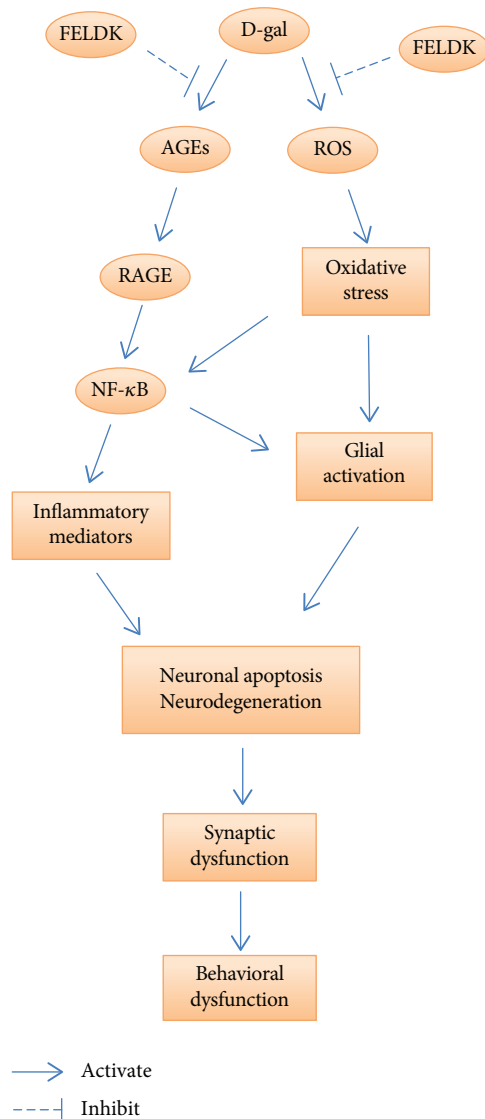 FELDK
D-gal
FELDK
AGEs
ROS
RAGE
Oxidative
stress
NF-κB
Glial
activation
Inflammatory
mediators
Neuronal apoptosis
Neurodegeneration
Synaptic
dysfunction
Behavioral
dysfunction
Activate
Inhibit